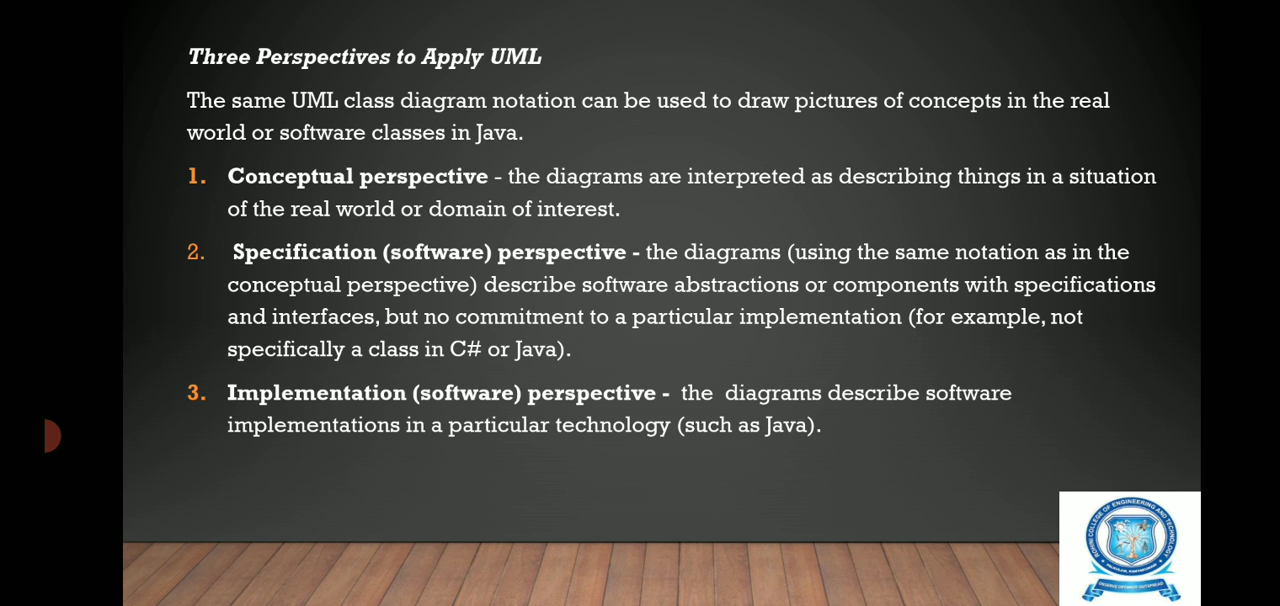 Three Perspectives to Apply UML
The same UML class diagram notation can be used to draw pictures of concepts in the real
world or software classes in Java.
1. Conceptual perspective - the diagrams are interpreted as describing things in a situation
of the real world or domain of interest.
2. Specification (software) perspective - the diagrams (using the same notation as in the
conceptual perspective) describe software abstractions or components with specifications
and interfaces, but no commitment to a particular implementation (for example, not
specifically a class in C# or Java).
3. Implementation (software) perspective - the diagrams describe software
implementations in a particular technology (such as Java).
COLLEGE OF ENGINEERING AND TECHNOLOGY